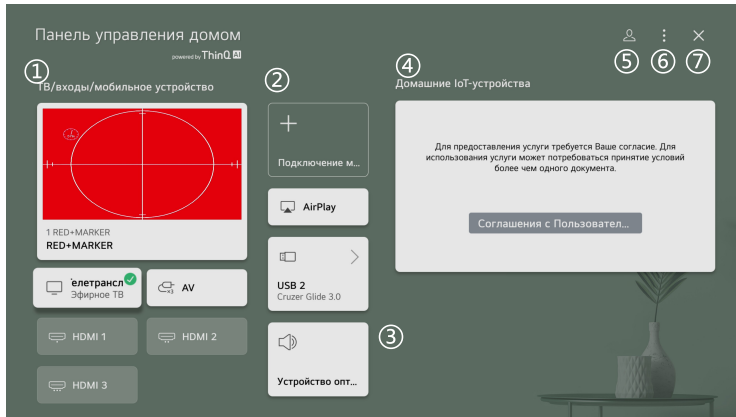 Панель управления домом
powered by ThinQ AI
① ② ④ ⑤ ⑥ ⑦
ТВ/входы/мобильное устройство
Домашние IoT-устройства
1 RED+MARKER
RED+MARKER
елетрансл
Эфирное ТВ
AV
x3
HDMI 1
HDMI 2
HDMI 3
Подключение м...
AirPlay
USB 2
Cruzer Glide 3.0
③
Устройство опт...
Для предоставления услуги требуется Ваше согласие. Для
использования услуги может потребоваться принятие условий
более чем одного документа.
Соглашения с Пользовател...